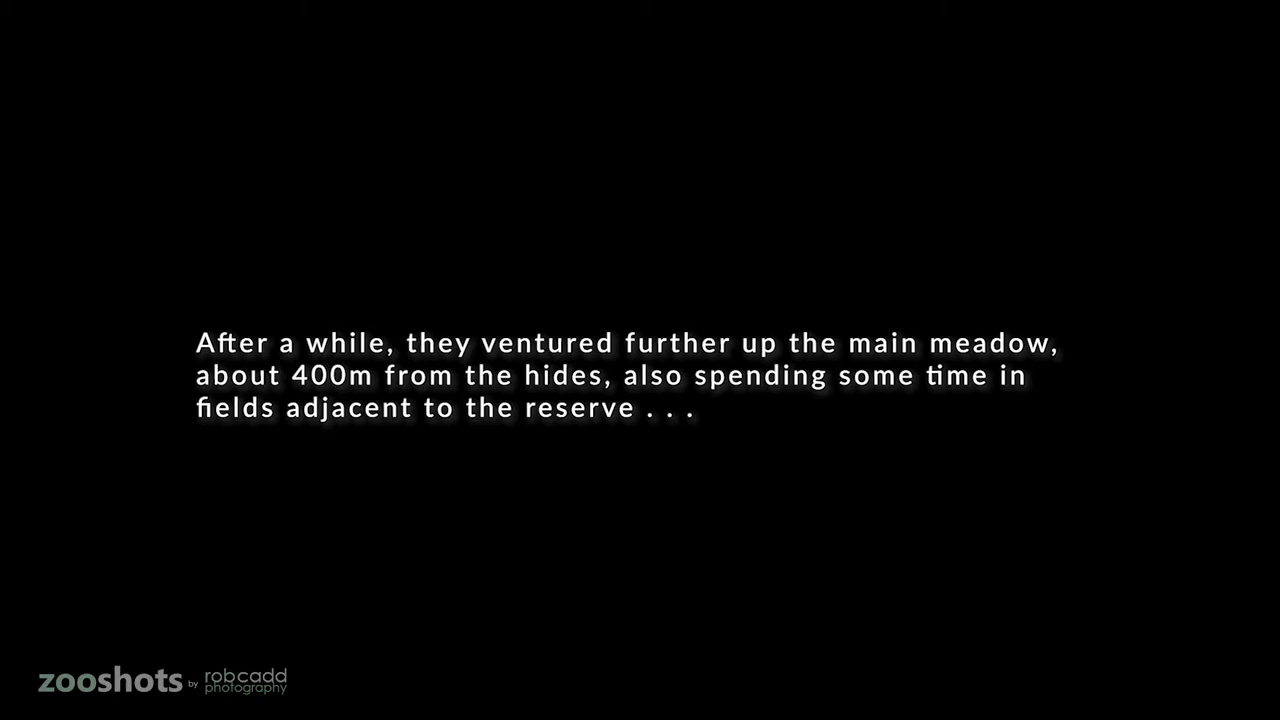 After a while, they ventured further up the main meadow,
about 400m from the hides, also spending some time in
fields adjacent to the reserve . . .
zooshots by robcadd
photography